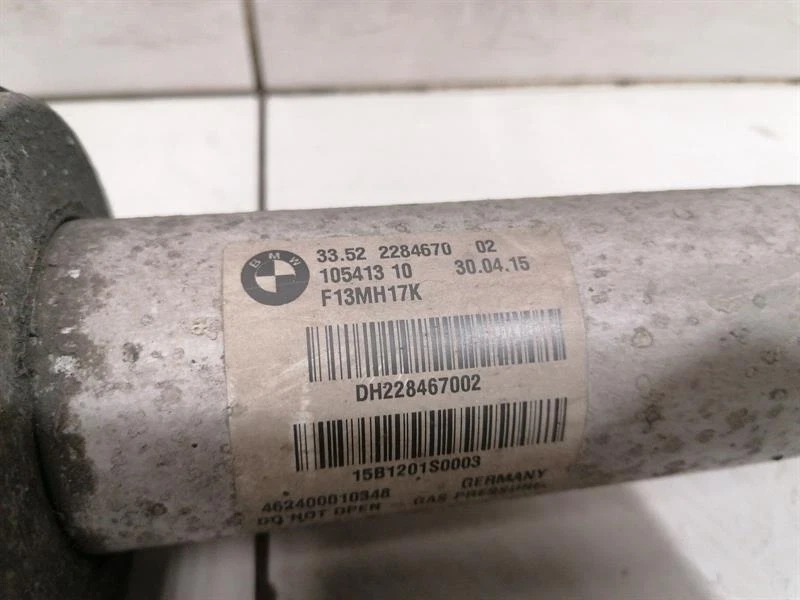 BMW
33.52 2284670 02
105413 10 30.04.15
F13MH17K
DH228467002
15B1201S0003
462400010348 GERMANY
DO NOT OPEN GAS PRESSURE